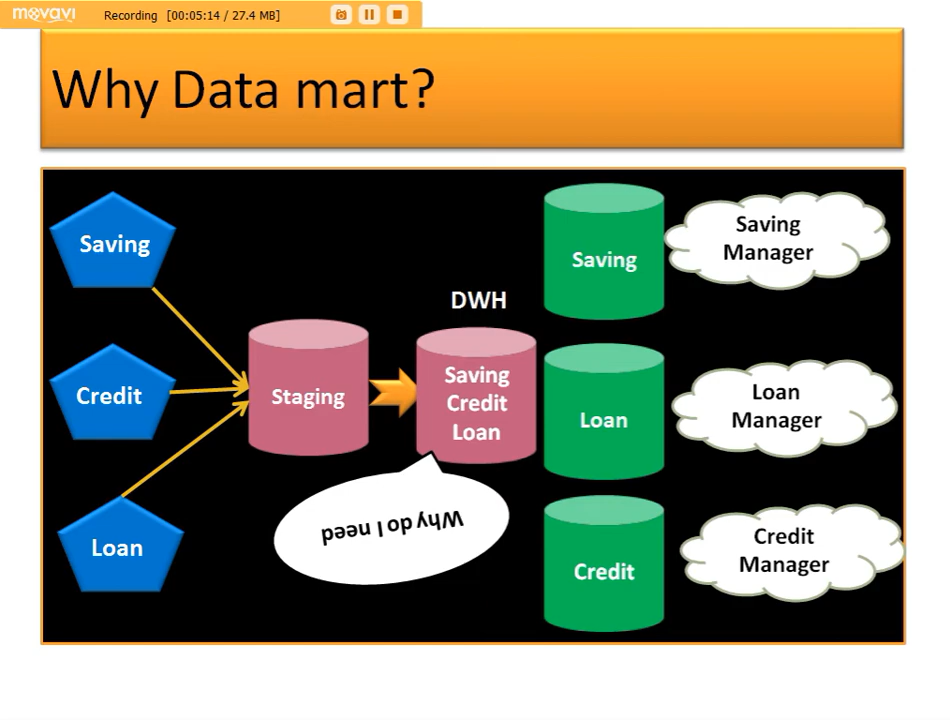 movavi Recording [00:05:14 / 27.4 MB]
Why Data mart?
Saving
Credit
Loan
Staging
DWH
Saving
Credit
Loan
Why do I need
Saving
Loan
Credit
Saving
Manager
Loan
Manager
Credit
Manager